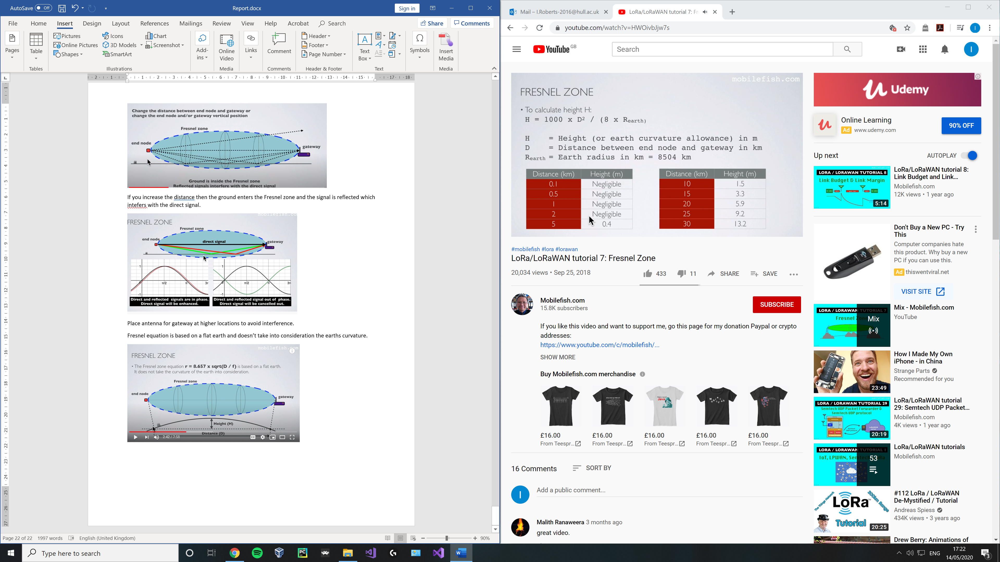 AutoSave Off
Report.docx
Sign in
File Home Insert Design Layout References Mailings Review View Help Acrobat Search
Share Comments
Pages
Table
Tables
Pictures
Online Pictures
Shapes
Icons
3D Models
SmartArt
Chart
Screenshot
Illustrations
Add-ins
Online Video
Media
Links
Comment
Comments
Header
Footer
Page Number
Header & Footer
Text Box
Text
Symbols
Insert Media
Media
Change the distance between end node and gateway or
change the end node and/or gateway vertical position
Fresnel zone
end node
gateway
Ground is inside the Fresnel zone
Reflected signals interfere with the direct signal
If you increase the distance then the ground enters the Fresnel zone and the signal is reflected which
intefers with the direct signal.
mobilefish.com
FRESNEL ZONE
Fresnel zone
end node
direct signal
gateway
1 π/2 π 3π -1
1 π/2 π 3π -1
Direct and reflected signals are in phase.
Direct signal will be enhanced.
Direct and reflected signal out of phase.
Direct signal will be cancelled out.
Place antenna for gateway at higher locations to avoid interference.
Fresnel equation is based on a flat earth and doesn’t take into consideration the earths curvature.
mobilefish.com
FRESNEL ZONE
• The Fresnel zone equation r = 8.657 x sqrt(D / f) is based on a flat earth.
It does not take the curvature of the earth into consideration.
Fresnel zone
end node
gateway
Height (H)
Distance (D)
2:42 / 7:58
Page 22 of 22 1997 words English (United Kingdom)
90%
Mail – I.Roberts-2016@hull.ac.uk
LoRa/LoRaWAN tutorial 7: Fr
youtube.com/watch?v=HWOivbJjw7s
YouTube GB
Search
mobilefish.com
FRESNEL ZONE
• To calculate height H:
H = 1000 x D² / (8 x Rearth)
H = Height (or earth curvature allowance) in m
D = Distance between end node and gateway in km
Rearth = Earth radius in km = 8504 km
Distance (km) Height (m)
0.1 Negligible
0.5 Negligible
1 Negligible
2 Negligible
5 0.4
Distance (km) Height (m)
10 1.5
15 3.3
20 5.9
25 9.2
30 13.2
#mobilefish #lora #lorawan
LoRa/LoRaWAN tutorial 7: Fresnel Zone
20,034 views • Sep 25, 2018
433 11 SHARE SAVE
Mobilefish.com
15.8K subscribers
SUBSCRIBE
If you like this video and want to support me, go this page for my donation Paypal or crypto
addresses:
https://www.youtube.com/c/mobilefish/...
SHOW MORE
Buy Mobilefish.com merchandise
£16.00 £16.00 £16.00 £16.00 £16.00
From Teespr... From Teespr... From Teespr... From Teespr... From Teespr...
16 Comments SORT BY
Add a public comment...
Malith Ranaweera 3 months ago
great video.
Udemy
Online Learning
Ad www.udemy.com
90% OFF
Up next
AUTOPLAY
LORA / LORAWAN TUTORIAL 8
Link Budget & Link Margin
5:14
LoRa/LoRaWAN tutorial 8:
Link Budget and Link...
Mobilefish.com
12K views • 1 year ago
Don't Buy a New PC - Try
This
Computer companies hate
this product. Why buy a new
PC if you can use this.
Ad thiswentviral.net
VISIT SITE
LORA / LORAWAN TUTORIAL 7
Mix
Mix - Mobilefish.com
YouTube
23:49
How I Made My Own
iPhone - in China
Strange Parts
Recommended for you
LORA / LORAWAN TUTORIAL 29
Semtech UDP Packet Forwarder &
Semtech UDP protocol
20:19
LoRa/LoRaWAN tutorial
29: Semtech UDP Packet...
Mobilefish.com
4K views • 1 year ago
LORA / LORAWAN TUTORIAL 1
53
LoRa/LoRaWAN tutorials
Mobilefish.com
The Things Network
500km Range
LoRa
Tutorial
20:25
#112 LoRa / LoRaWAN
De-Mystified / Tutorial
Andreas Spiess
434K views • 3 years ago
Drew Berry: Animations of
Type here to search
ENG
17:22
14/05/2020
3